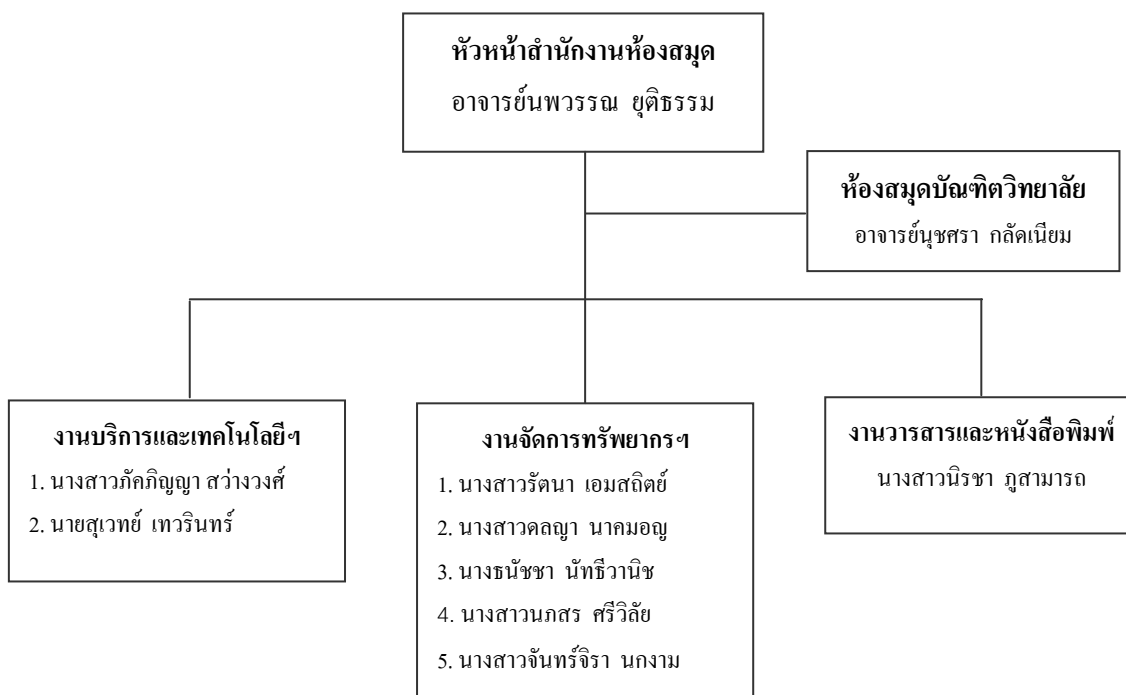 หัวหน้าสำนักงานห้องสมุด
อาจารย์นพวรรณ ยุติธรรม
ห้องสมุดบัณฑิตวิทยาลัย
อาจารย์นุชศรา กลัดเนียม
งานบริการและเทคโนโลยีฯ
1. นางสาวภัคภิญญา สว่างวงศ์
2. นายสุเวทย์ เทวรินทร์
งานจัดการทรัพยากรฯ
1. นางสาวรัตนา เอมสถิตย์
2. นางสาวดลญา นาคมอญ
3. นางธนัชชา นัทธีวานิช
4. นางสาวนภสร ศรีวิลัย
5. นางสาวจันทร์จิรา นกงาม
งานวารสารและหนังสือพิมพ์
นางสาวนิรชา ภูสามารถ